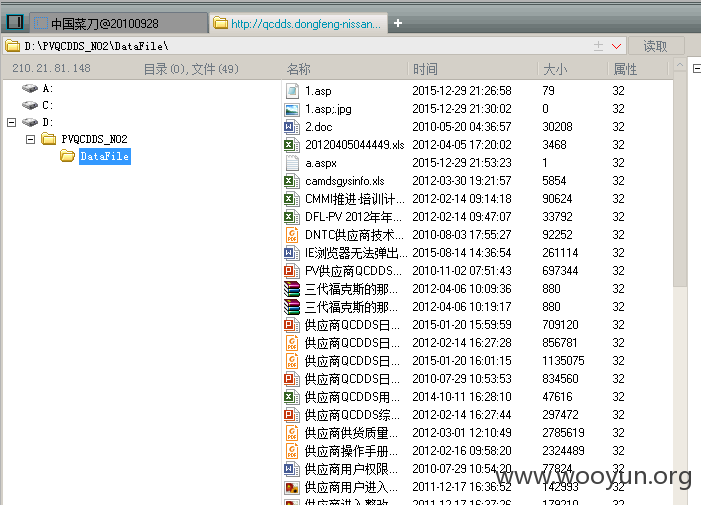 中国菜刀@20100928 http://qcdds.dongfeng-nissan... +
D:\PVQCDDS_NO2\DataFile\ 读取
210.21.81.148 目录(0),文件(49) 名称 时间 大小 属性
A:
C:
D:
PVQCDDS_NO2
DataFile
1.asp 2015-12-29 21:26:58 79 32
1.asp;.jpg 2015-12-29 21:30:02 0 32
2.doc 2010-05-20 04:36:57 30208 32
20120405044449.xls 2012-04-05 17:20:02 3468 32
a.aspx 2015-12-29 21:53:23 1 32
camdsgysinfo.xls 2012-03-30 19:21:57 5854 32
CMMI推进·培训计... 2012-02-14 09:14:18 90624 32
DFL-PV 2012年年... 2012-02-14 09:47:07 33792 32
DNTC供应商技术... 2010-08-03 17:55:27 92252 32
IE浏览器无法弹出... 2015-08-14 14:36:54 261114 32
PV供应商QCDDS... 2010-11-02 07:51:43 697344 32
三代福克斯的那... 2012-04-06 10:09:36 880 32
三代福克斯的那... 2012-04-06 10:19:17 880 32
供应商QCDDS日... 2015-01-20 15:59:59 709120 32
供应商QCDDS日... 2012-02-14 16:27:28 856781 32
供应商QCDDS日... 2015-01-20 16:01:15 1135075 32
供应商QCDDS日... 2010-07-29 10:53:53 834560 32
供应商QCDDS用... 2014-10-11 16:28:10 47616 32
供应商QCDDS综... 2012-02-14 16:27:44 297472 32
供应商供货质量... 2012-03-01 12:10:49 2785619 32
供应商操作手册... 2012-02-16 09:58:20 2324489 32
供应商用户权限... 2010-07-29 10:54:20 77824 32
供应商用户进入... 2011-12-17 16:36:52 142993 32
供应商进入整改... 2011-12-17 16:37:26 179210 32
www.wooyun.org